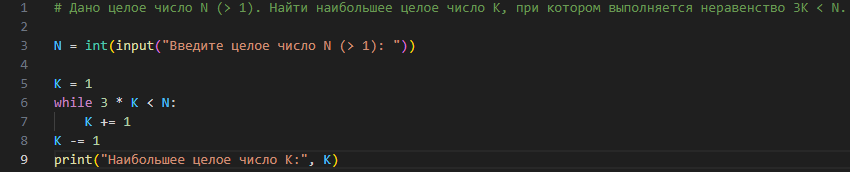 1 # Дано целое число N (> 1). Найти наибольшее целое число K, при котором выполняется неравенство 3K < N.
2
3 N = int(input("Введите целое число N (> 1): "))
4
5 K = 1
6 while 3 * K < N:
7     K += 1
8 K -= 1
9 print("Наибольшее целое число K:", K)